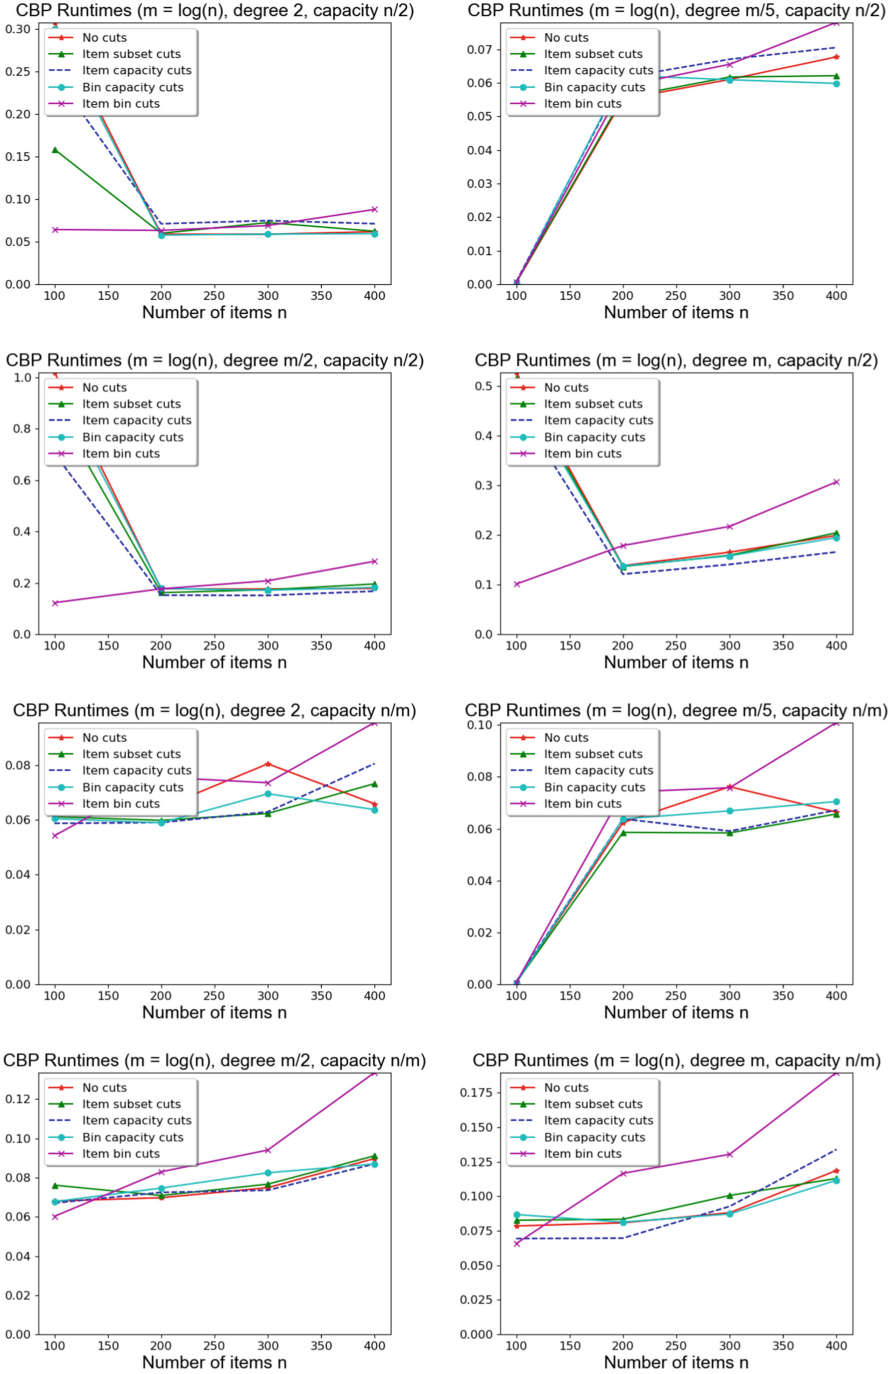 CBP Runtimes (m = log(n), degree 2, capacity n/2)
0.30
0.25
0.20
0.15
0.10
0.05
0.00
No cuts
Item subset cuts
Item capacity cuts
Bin capacity cuts
Item bin cuts
100 150 200 250 300 350 400
Number of items n
CBP Runtimes (m = log(n), degree m/5, capacity n/2)
0.07
0.06
0.05
0.04
0.03
0.02
0.01
0.00
No cuts
Item subset cuts
Item capacity cuts
Bin capacity cuts
Item bin cuts
100 150 200 250 300 350 400
Number of items n
CBP Runtimes (m = log(n), degree m/2, capacity n/2)
1.0
0.8
0.6
0.4
0.2
0.0
No cuts
Item subset cuts
Item capacity cuts
Bin capacity cuts
Item bin cuts
100 150 200 250 300 350 400
Number of items n
CBP Runtimes (m = log(n), degree m, capacity n/2)
0.5
0.4
0.3
0.2
0.1
0.0
No cuts
Item subset cuts
Item capacity cuts
Bin capacity cuts
Item bin cuts
100 150 200 250 300 350 400
Number of items n
CBP Runtimes (m = log(n), degree 2, capacity n/m)
0.08
0.06
0.04
0.02
0.00
No cuts
Item subset cuts
Item capacity cuts
Bin capacity cuts
Item bin cuts
100 150 200 250 300 350 400
Number of items n
CBP Runtimes (m = log(n), degree m/5, capacity n/m)
0.10
0.08
0.06
0.04
0.02
0.00
No cuts
Item subset cuts
Item capacity cuts
Bin capacity cuts
Item bin cuts
100 150 200 250 300 350 400
Number of items n
CBP Runtimes (m = log(n), degree m/2, capacity n/m)
0.12
0.10
0.08
0.06
0.04
0.02
0.00
No cuts
Item subset cuts
Item capacity cuts
Bin capacity cuts
Item bin cuts
100 150 200 250 300 350 400
Number of items n
CBP Runtimes (m = log(n), degree m, capacity n/m)
0.175
0.150
0.125
0.100
0.075
0.050
0.025
0.000
No cuts
Item subset cuts
Item capacity cuts
Bin capacity cuts
Item bin cuts
100 150 200 250 300 350 400
Number of items n